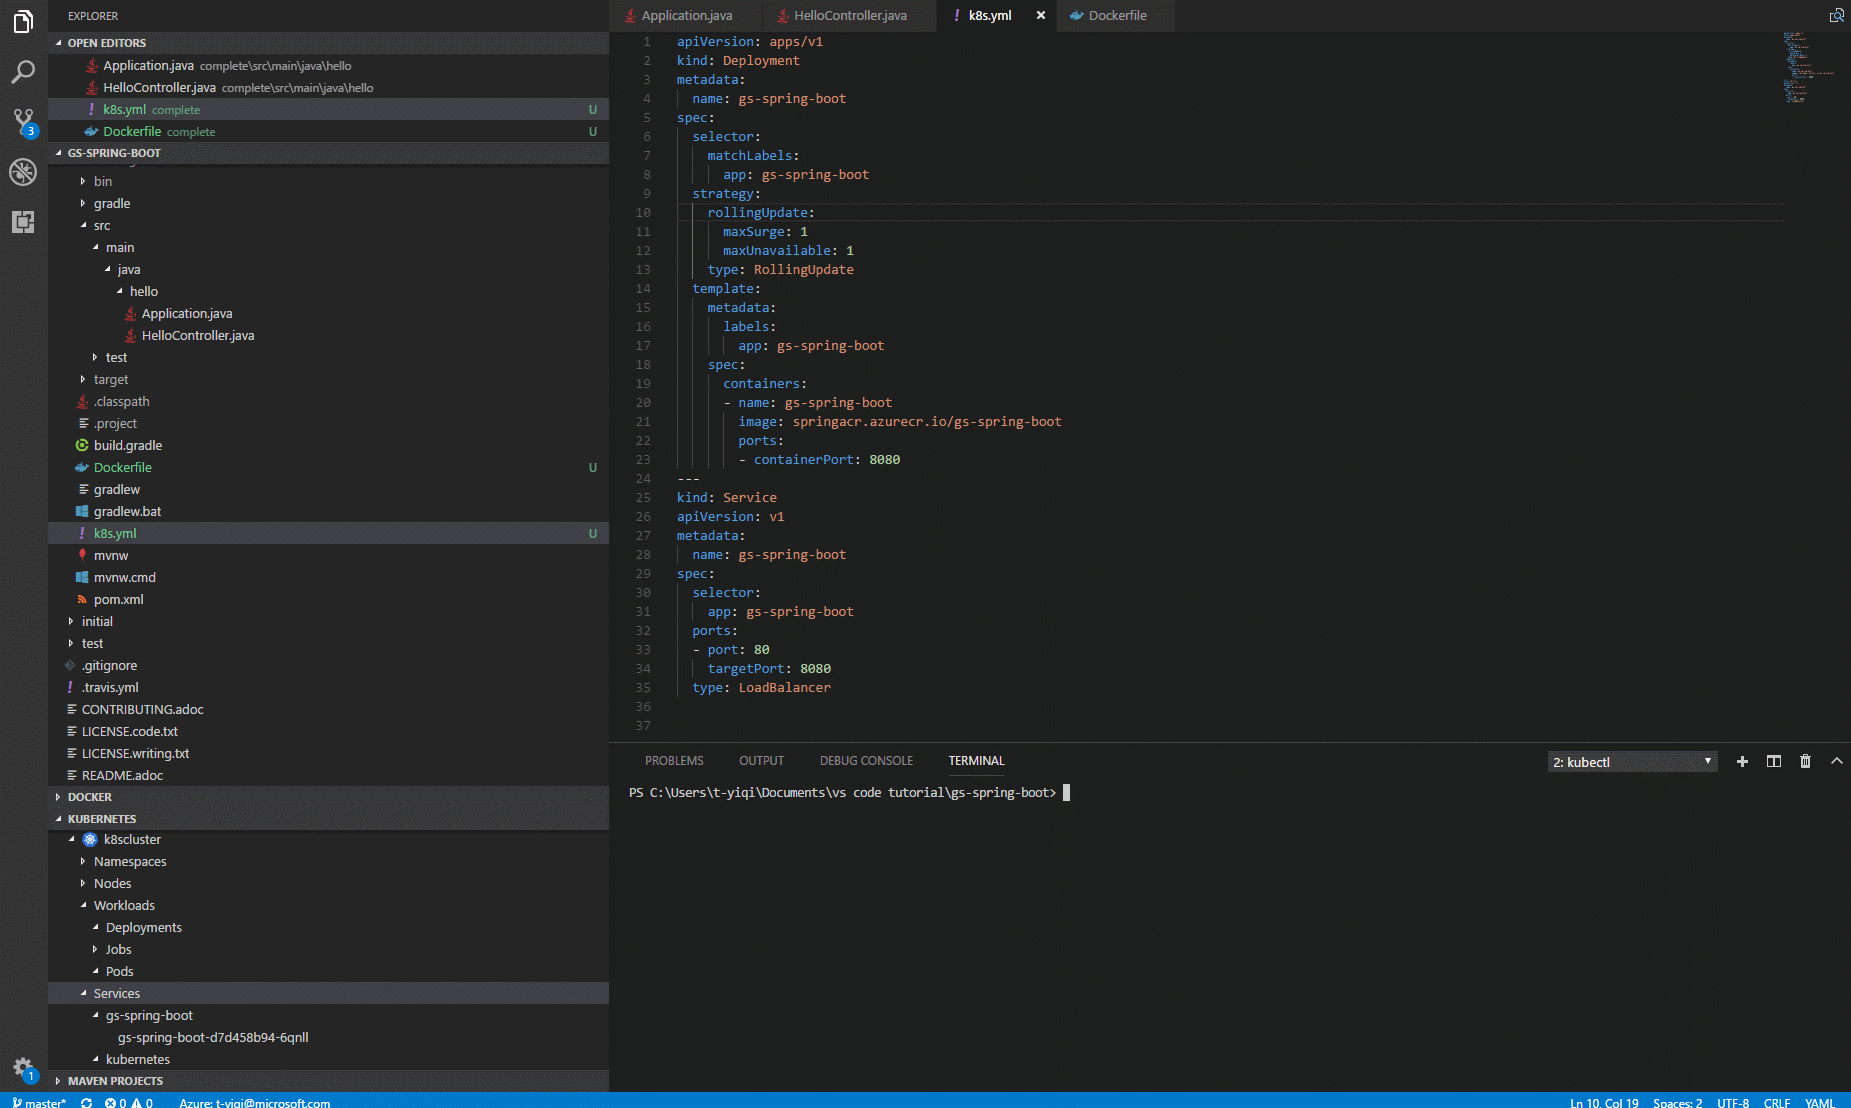 EXPLORER
OPEN EDITORS
Application.java complete\src\main\java\hello
HelloController.java complete\src\main\java\hello
! k8s.yml complete U
Dockerfile complete U
GS-SPRING-BOOT
bin
gradle
src
main
java
hello
Application.java
HelloController.java
test
target
.classpath
.project
build.gradle
Dockerfile U
gradlew
gradlew.bat
! k8s.yml U
mvnw
mvnw.cmd
pom.xml
initial
test
.gitignore
! .travis.yml
CONTRIBUTING.adoc
LICENSE.code.txt
LICENSE.writing.txt
README.adoc
DOCKER
KUBERNETES
k8scluster
Namespaces
Nodes
Workloads
Deployments
Jobs
Pods
Services
gs-spring-boot
gs-spring-boot-d7d458b94-6qnll
kubernetes
MAVEN PROJECTS
3
1
Application.java HelloController.java ! k8s.yml × Dockerfile
1 apiVersion: apps/v1
2 kind: Deployment
3 metadata:
4 name: gs-spring-boot
5 spec:
6 selector:
7 matchLabels:
8 app: gs-spring-boot
9 strategy:
10 rollingUpdate:
11 maxSurge: 1
12 maxUnavailable: 1
13 type: RollingUpdate
14 template:
15 metadata:
16 labels:
17 app: gs-spring-boot
18 spec:
19 containers:
20 - name: gs-spring-boot
21 image: springacr.azurecr.io/gs-spring-boot
22 ports:
23 - containerPort: 8080
24 ---
25 kind: Service
26 apiVersion: v1
27 metadata:
28 name: gs-spring-boot
29 spec:
30 selector:
31 app: gs-spring-boot
32 ports:
33 - port: 80
34 targetPort: 8080
35 type: LoadBalancer
36
37
PROBLEMS OUTPUT DEBUG CONSOLE TERMINAL 2: kubectl
PS C:\Users\t-yiqi\Documents\vs code tutorial\gs-spring-boot>
master* 0 0 Azure: t-yiqi@microsoft.com Ln 10, Col 19 Spaces: 2 UTF-8 CRLF YAML